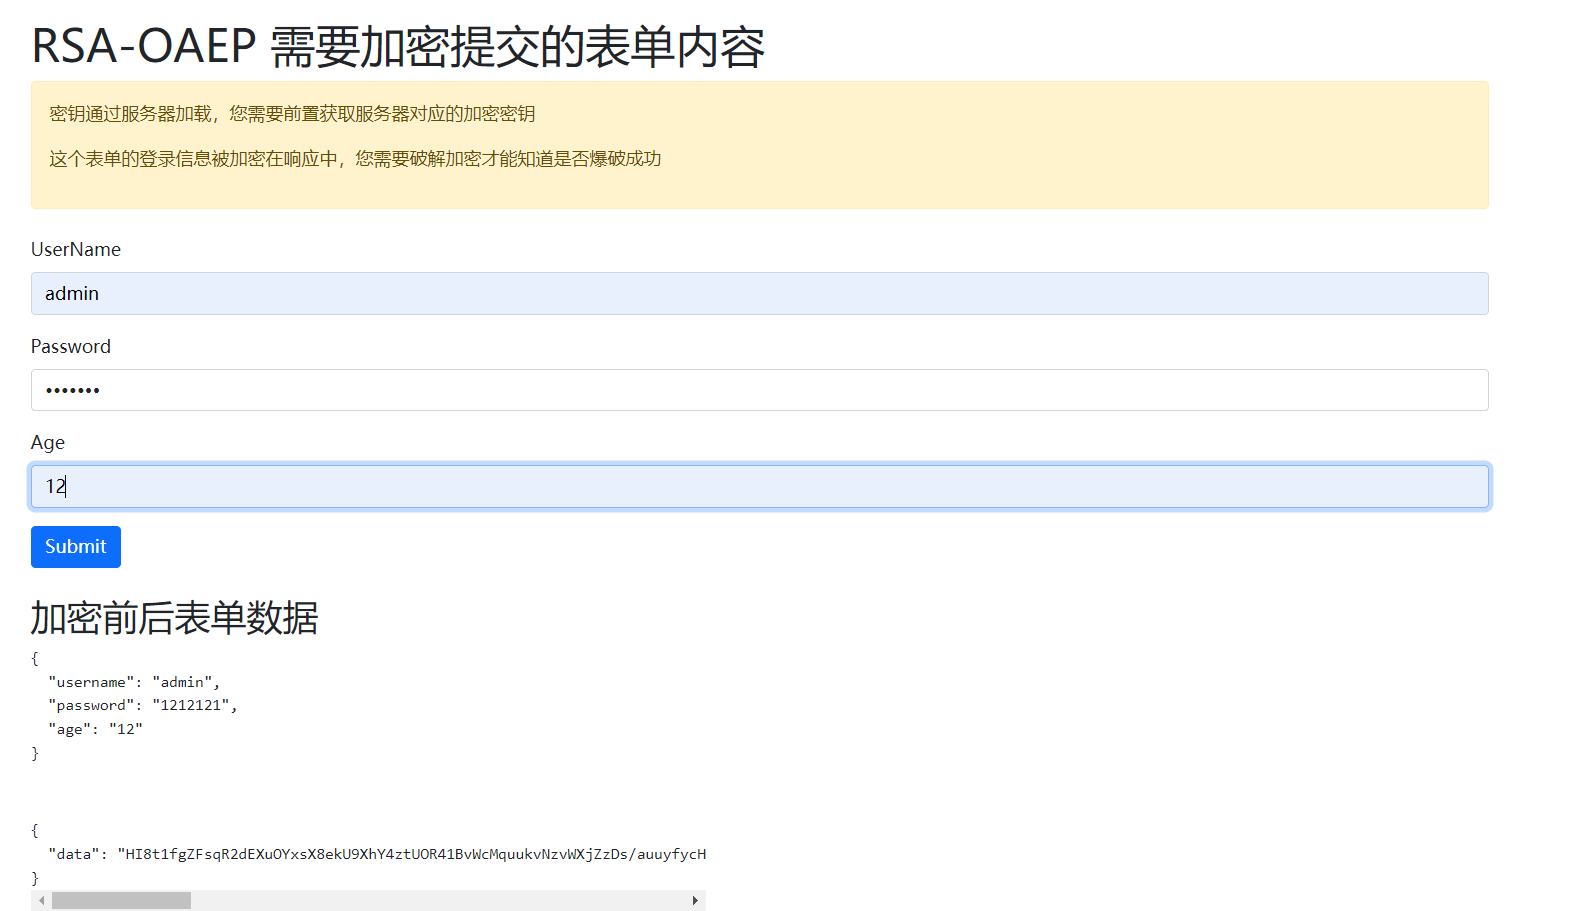 RSA-OAEP 需要加密提交的表单内容
密钥通过服务器加载，您需要前置获取服务器对应的加密密钥
这个表单的登录信息被加密在响应中，您需要破解加密才能知道是否爆破成功
UserName
admin
Password
•••••••
Age
12
Submit
加密前后表单数据
{
  "username": "admin",
  "password": "1212121",
  "age": "12"
}
{
  "data": "HI8t1fgZFsqR2dEXuOYxsX8ekU9XhY4ztUOR41BvWcMquukvNzvWXjZzDs/auuyfycH
}